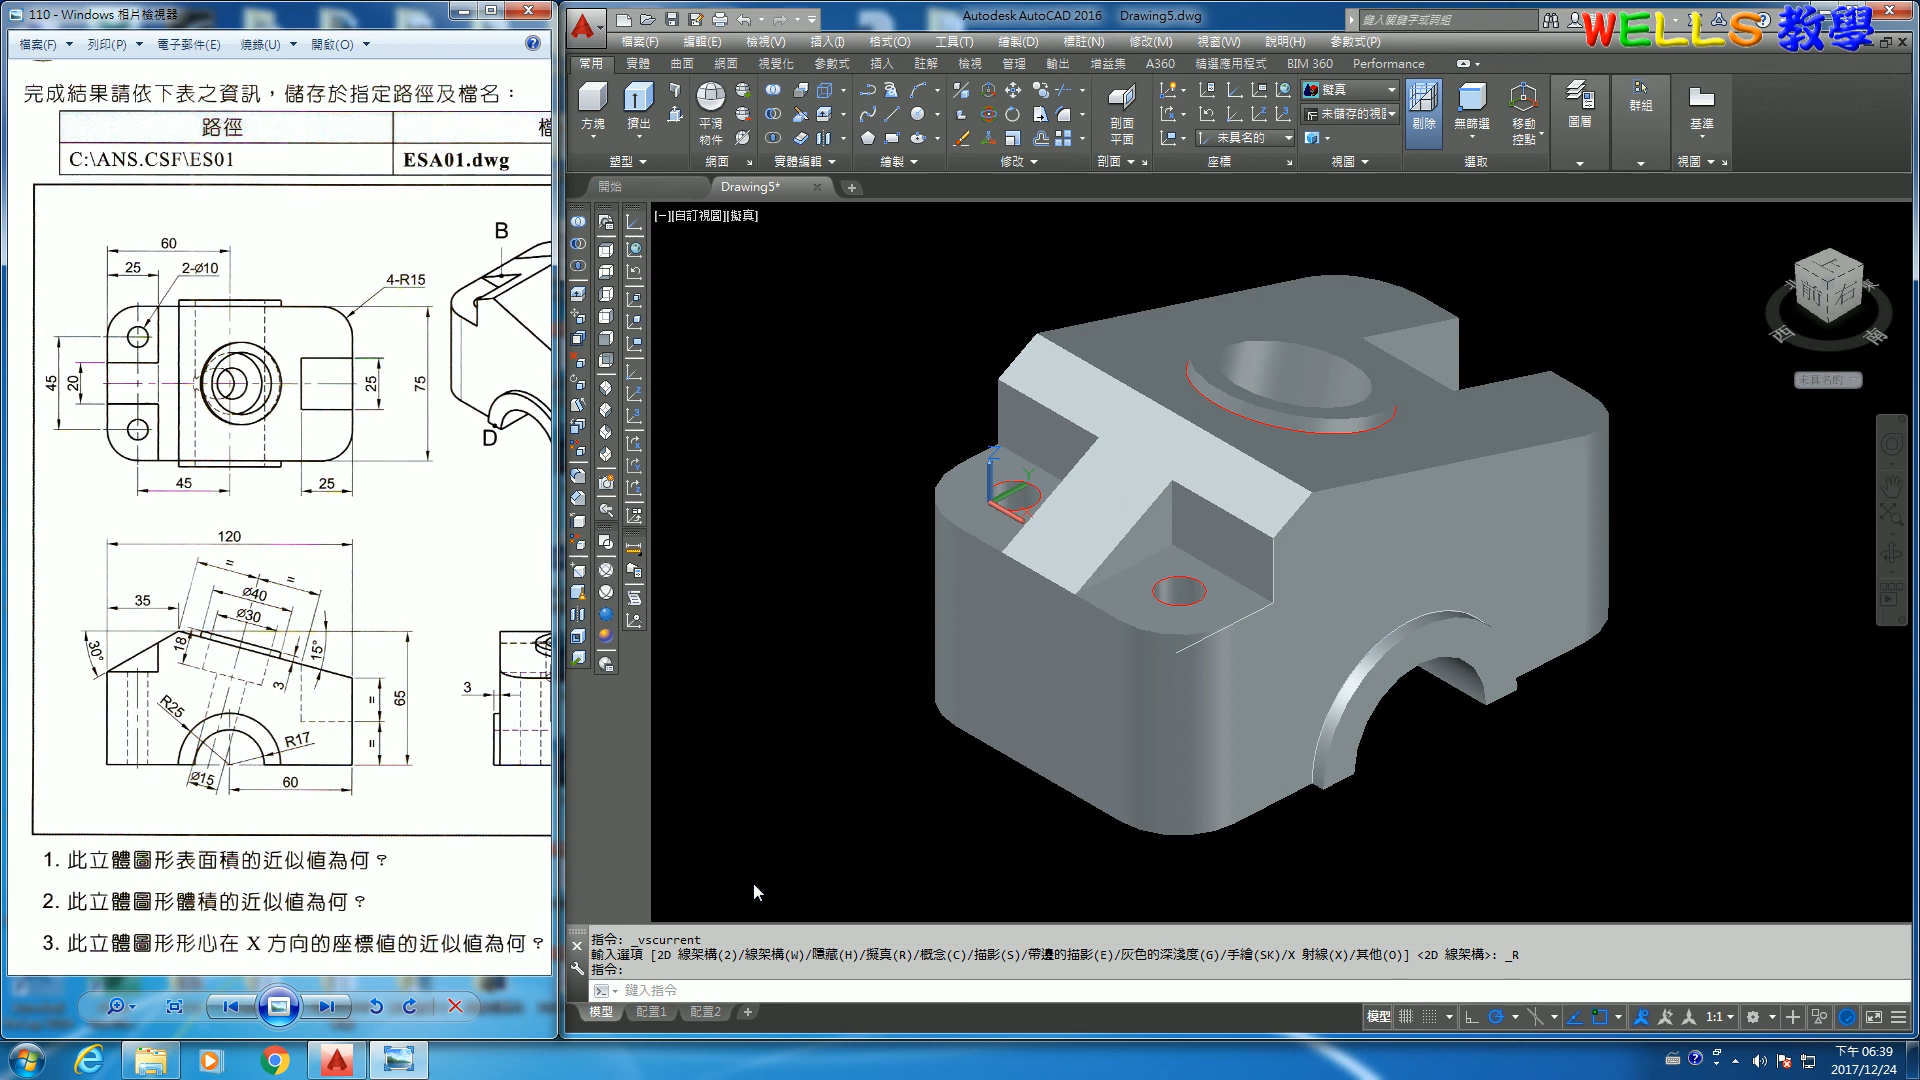 110 - Windows 相片檢視器
檔案(F) 列印(P) 電子郵件(E) 燒錄(U) 開啟(O)
完成結果請依下表之資訊，儲存於指定路徑及檔名：
路徑
C:\ANS.CSF\ES01 ESA01.dwg
B
60
25 2-Ø10
4-R15
45 20 25 75
D
45 25
120
= =
35 Ø40
Ø30
30° 18 15°
3 3
R25 = 65
R17 =
Ø15 60
1. 此立體圖形表面積的近似值為何？
2. 此立體圖形體積的近似值為何？
3. 此立體圖形形心在 X 方向的座標值的近似值為何？
Autodesk AutoCAD 2016 Drawing5.dwg
鍵入關鍵字或詞組
WELLS 教學
檔案(F) 編輯(E) 檢視(V) 插入(I) 格式(O) 工具(T) 繪製(D) 標註(N) 修改(M) 視窗(W) 說明(H) 參數式(P)
常用 實體 曲面 網面 視覺化 參數式 插入 註解 檢視 管理 輸出 增益集 A360 精選應用程式 BIM 360 Performance
方塊 擠出 平滑 物件 剖面 平面 擬真 未儲存的視 未具名的 剔除 無篩選 移動 控點 圖層 群組 基準
塑型 網面 實體編輯 繪製 修改 剖面 座標 視圖 選取 視圖
開始 Drawing5*
[−][自訂視圖][擬真]
上 前 右
東 西 南
未具名的
Z Y
指令: _vscurrent
輸入選項 [2D 線架構(2)/線架構(W)/隱藏(H)/擬真(R)/概念(C)/描影(S)/帶邊的描影(E)/灰色的深淺度(G)/手繪(SK)/X 射線(X)/其他(O)] <2D 線架構>: _R
指令:
鍵入指令
模型 配置1 配置2
模型 1:1
下午 06:39
2017/12/24